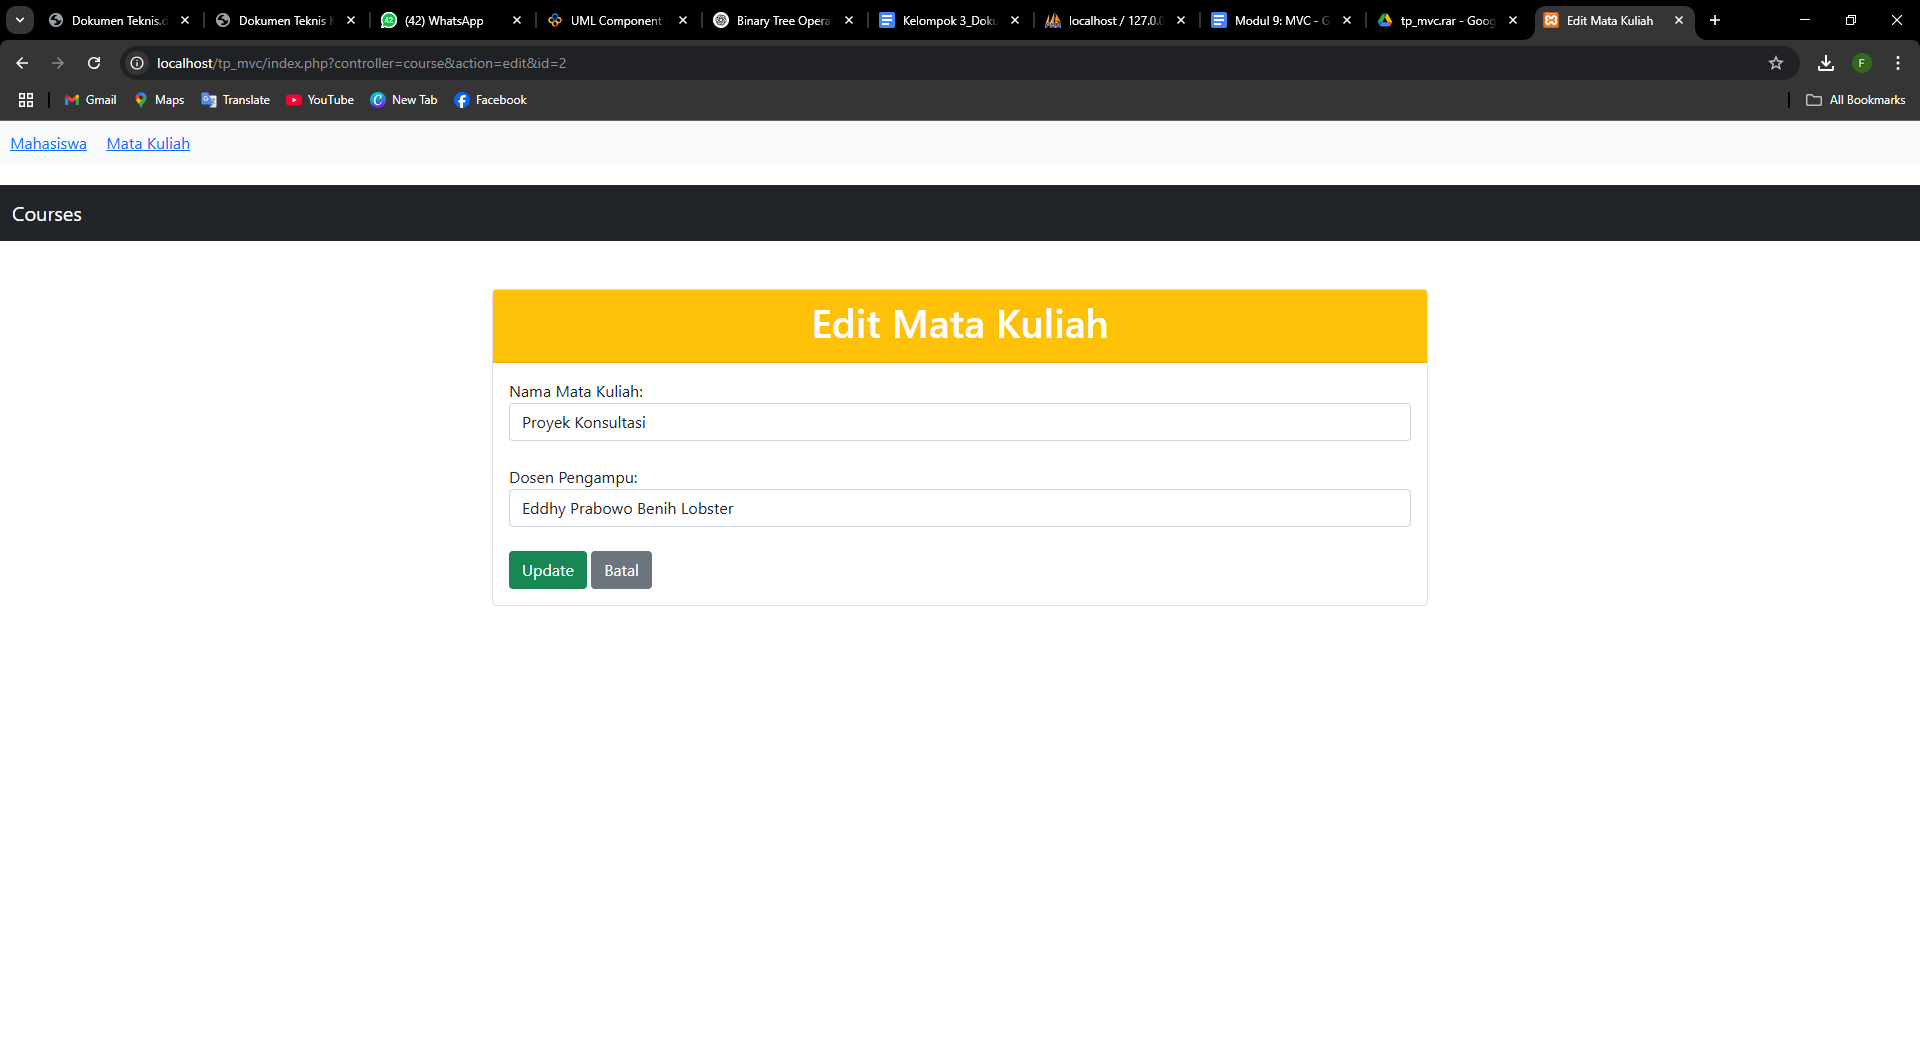 Dokumen Teknis.d
Dokumen Teknis
(42) WhatsApp
UML Component
Binary Tree Opera
Kelompok 3_Doku
localhost / 127.0.0
Modul 9: MVC - G
tp_mvc.rar - Goog
Edit Mata Kuliah
localhost/tp_mvc/index.php?controller=course&action=edit&id=2
F
Gmail
Maps
Translate
YouTube
New Tab
Facebook
All Bookmarks
Mahasiswa
Mata Kuliah
Courses
Edit Mata Kuliah
Nama Mata Kuliah:
Proyek Konsultasi
Dosen Pengampu:
Eddhy Prabowo Benih Lobster
Update
Batal